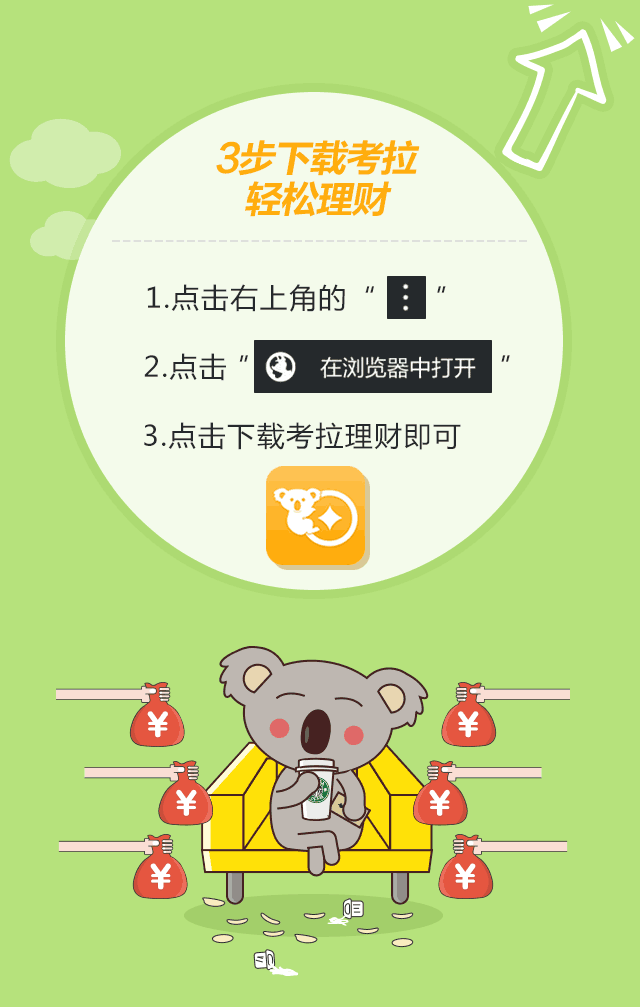 3步下载考拉
轻松理财
1.点击右上角的“⋮”
2.点击“在浏览器中打开”
3.点击下载考拉理财即可
¥ ¥
¥ ¥
¥ ¥